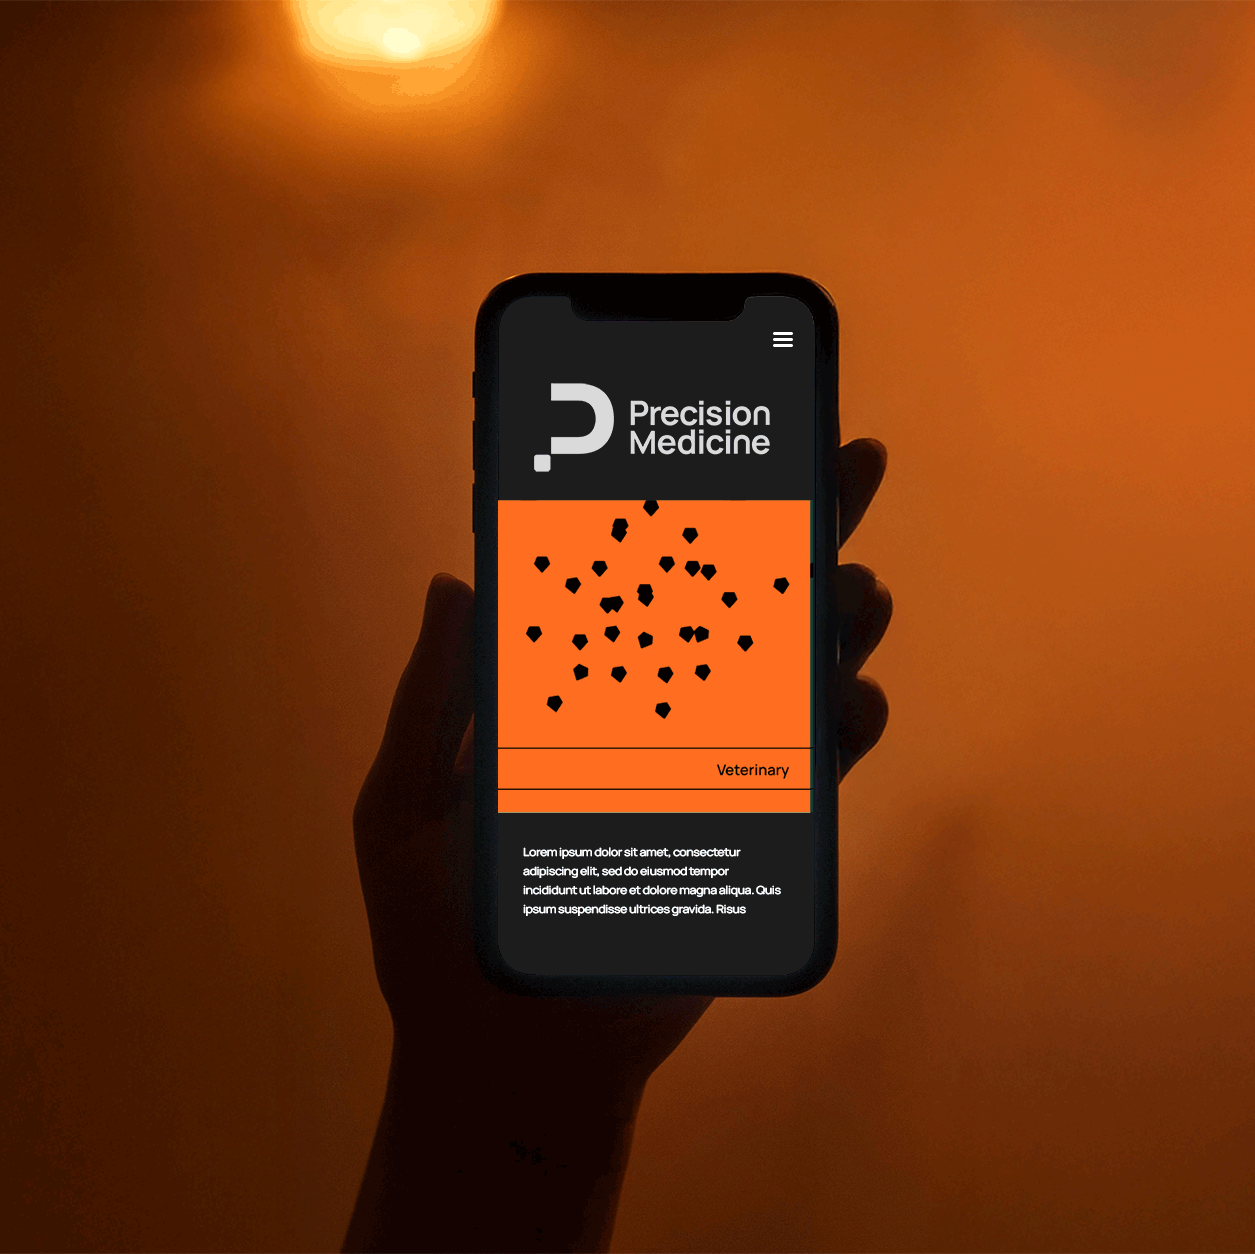 Precision
Medicine
Veterinary
Lorem ipsum dolor sit amet, consectetur
adipiscing elit, sed do eiusmod tempor
incididunt ut labore et dolore magna aliqua. Quis
ipsum suspendisse ultrices gravida. Risus